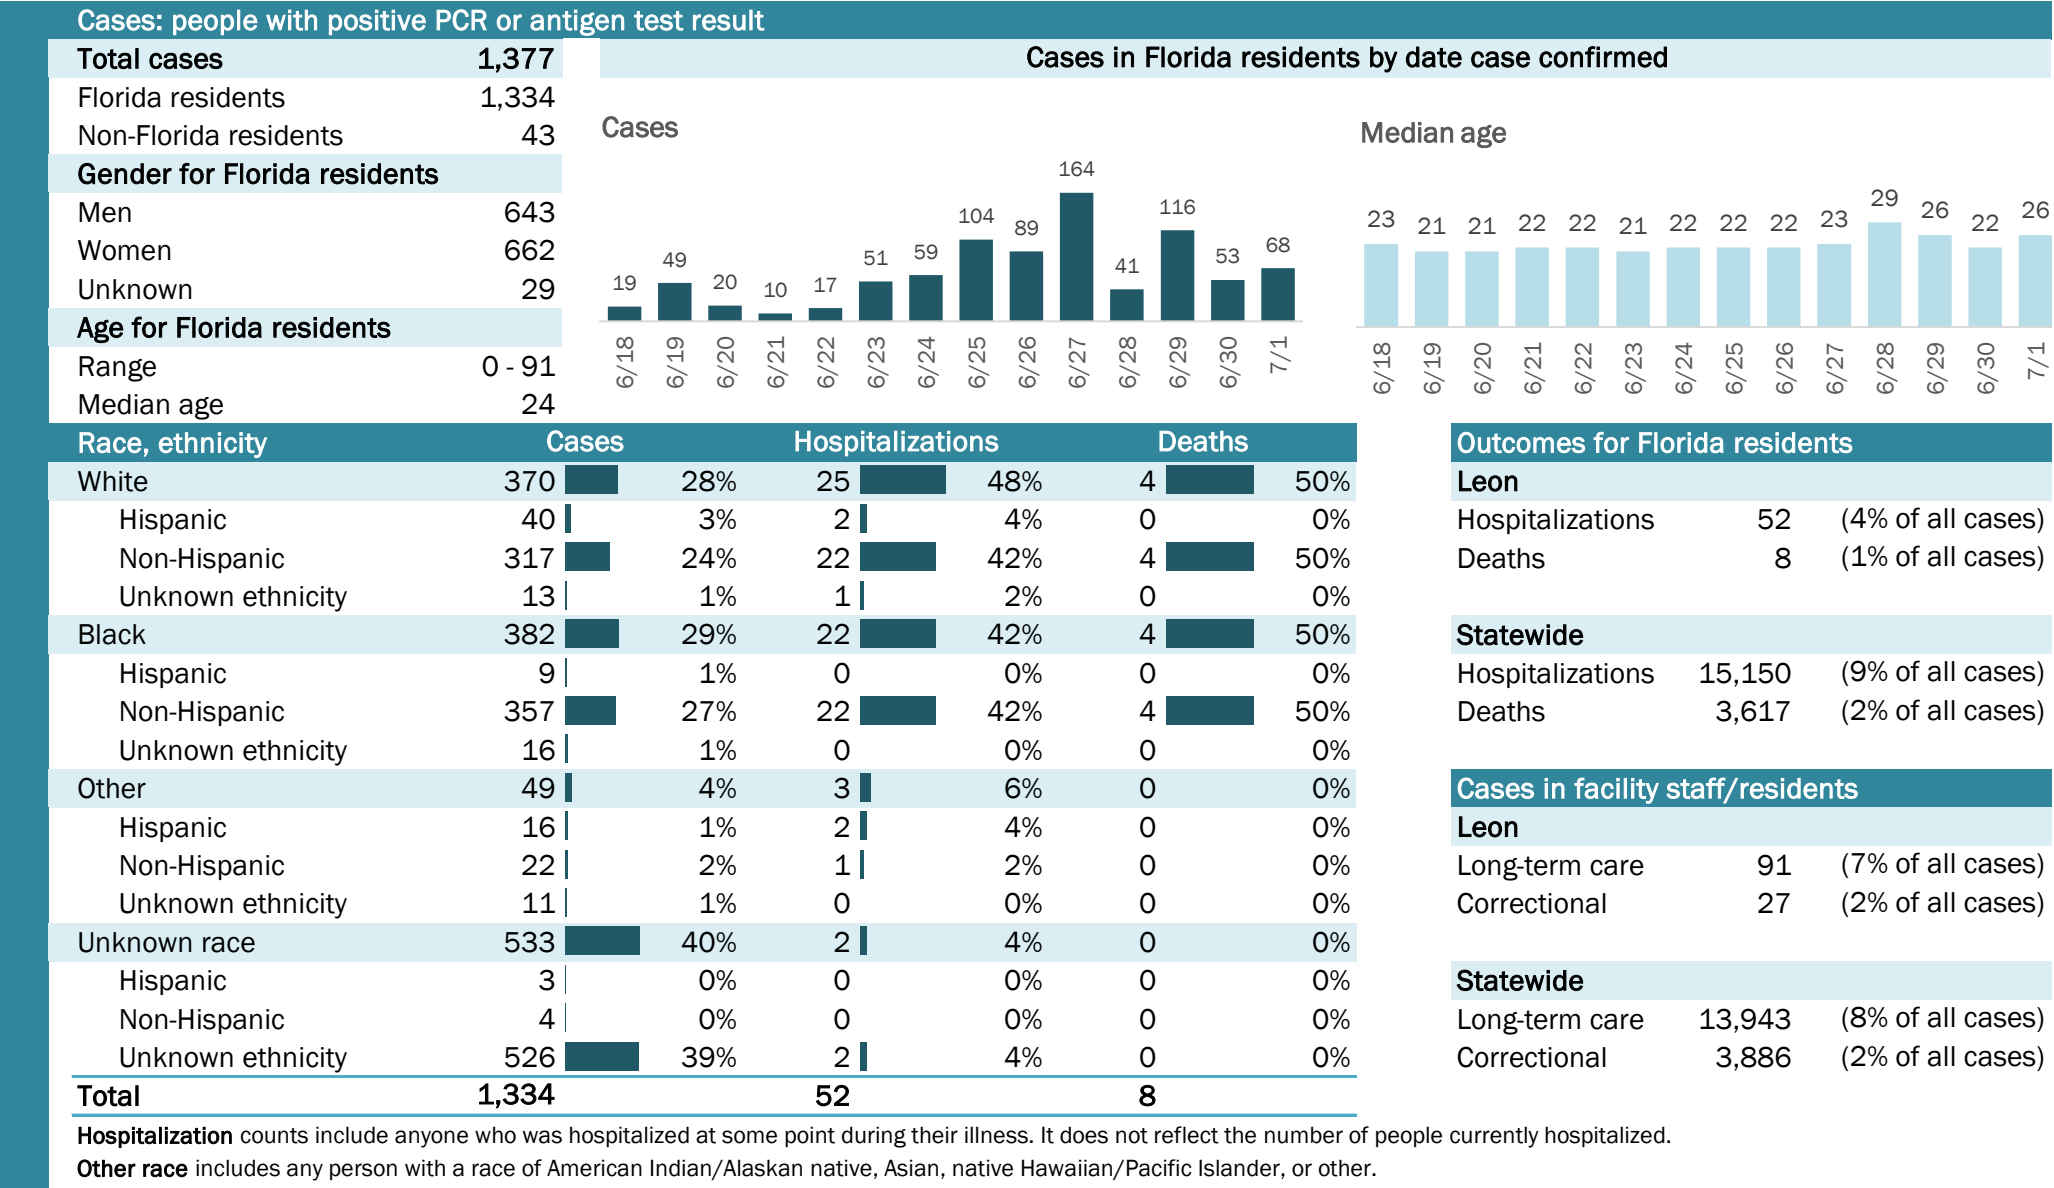 Cases: people with positive PCR or antigen test result
Total cases 1,377
Florida residents 1,334
Non-Florida residents 43
Gender for Florida residents
Men 643
Women 662
Unknown 29
Age for Florida residents
Range 0 - 91
Median age 24
Cases in Florida residents by date case confirmed
Cases
19 49 20 10 17 51 59 104 89 164 41 116 53 68
6/18 6/19 6/20 6/21 6/22 6/23 6/24 6/25 6/26 6/27 6/28 6/29 6/30 7/1
Median age
23 21 21 22 22 21 22 22 22 23 29 26 22 26
6/18 6/19 6/20 6/21 6/22 6/23 6/24 6/25 6/26 6/27 6/28 6/29 6/30 7/1
Race, ethnicity Cases Hospitalizations Deaths
White 370 28% 25 48% 4 50%
Hispanic 40 3% 2 4% 0 0%
Non-Hispanic 317 24% 22 42% 4 50%
Unknown ethnicity 13 1% 1 2% 0 0%
Black 382 29% 22 42% 4 50%
Hispanic 9 1% 0 0% 0 0%
Non-Hispanic 357 27% 22 42% 4 50%
Unknown ethnicity 16 1% 0 0% 0 0%
Other 49 4% 3 6% 0 0%
Hispanic 16 1% 2 4% 0 0%
Non-Hispanic 22 2% 1 2% 0 0%
Unknown ethnicity 11 1% 0 0% 0 0%
Unknown race 533 40% 2 4% 0 0%
Hispanic 3 0% 0 0% 0 0%
Non-Hispanic 4 0% 0 0% 0 0%
Unknown ethnicity 526 39% 2 4% 0 0%
Total 1,334 52 8
Outcomes for Florida residents
Leon
Hospitalizations 52 (4% of all cases)
Deaths 8 (1% of all cases)
Statewide
Hospitalizations 15,150 (9% of all cases)
Deaths 3,617 (2% of all cases)
Cases in facility staff/residents
Leon
Long-term care 91 (7% of all cases)
Correctional 27 (2% of all cases)
Statewide
Long-term care 13,943 (8% of all cases)
Correctional 3,886 (2% of all cases)
Hospitalization counts include anyone who was hospitalized at some point during their illness. It does not reflect the number of people currently hospitalized.
Other race includes any person with a race of American Indian/Alaskan native, Asian, native Hawaiian/Pacific Islander, or other.